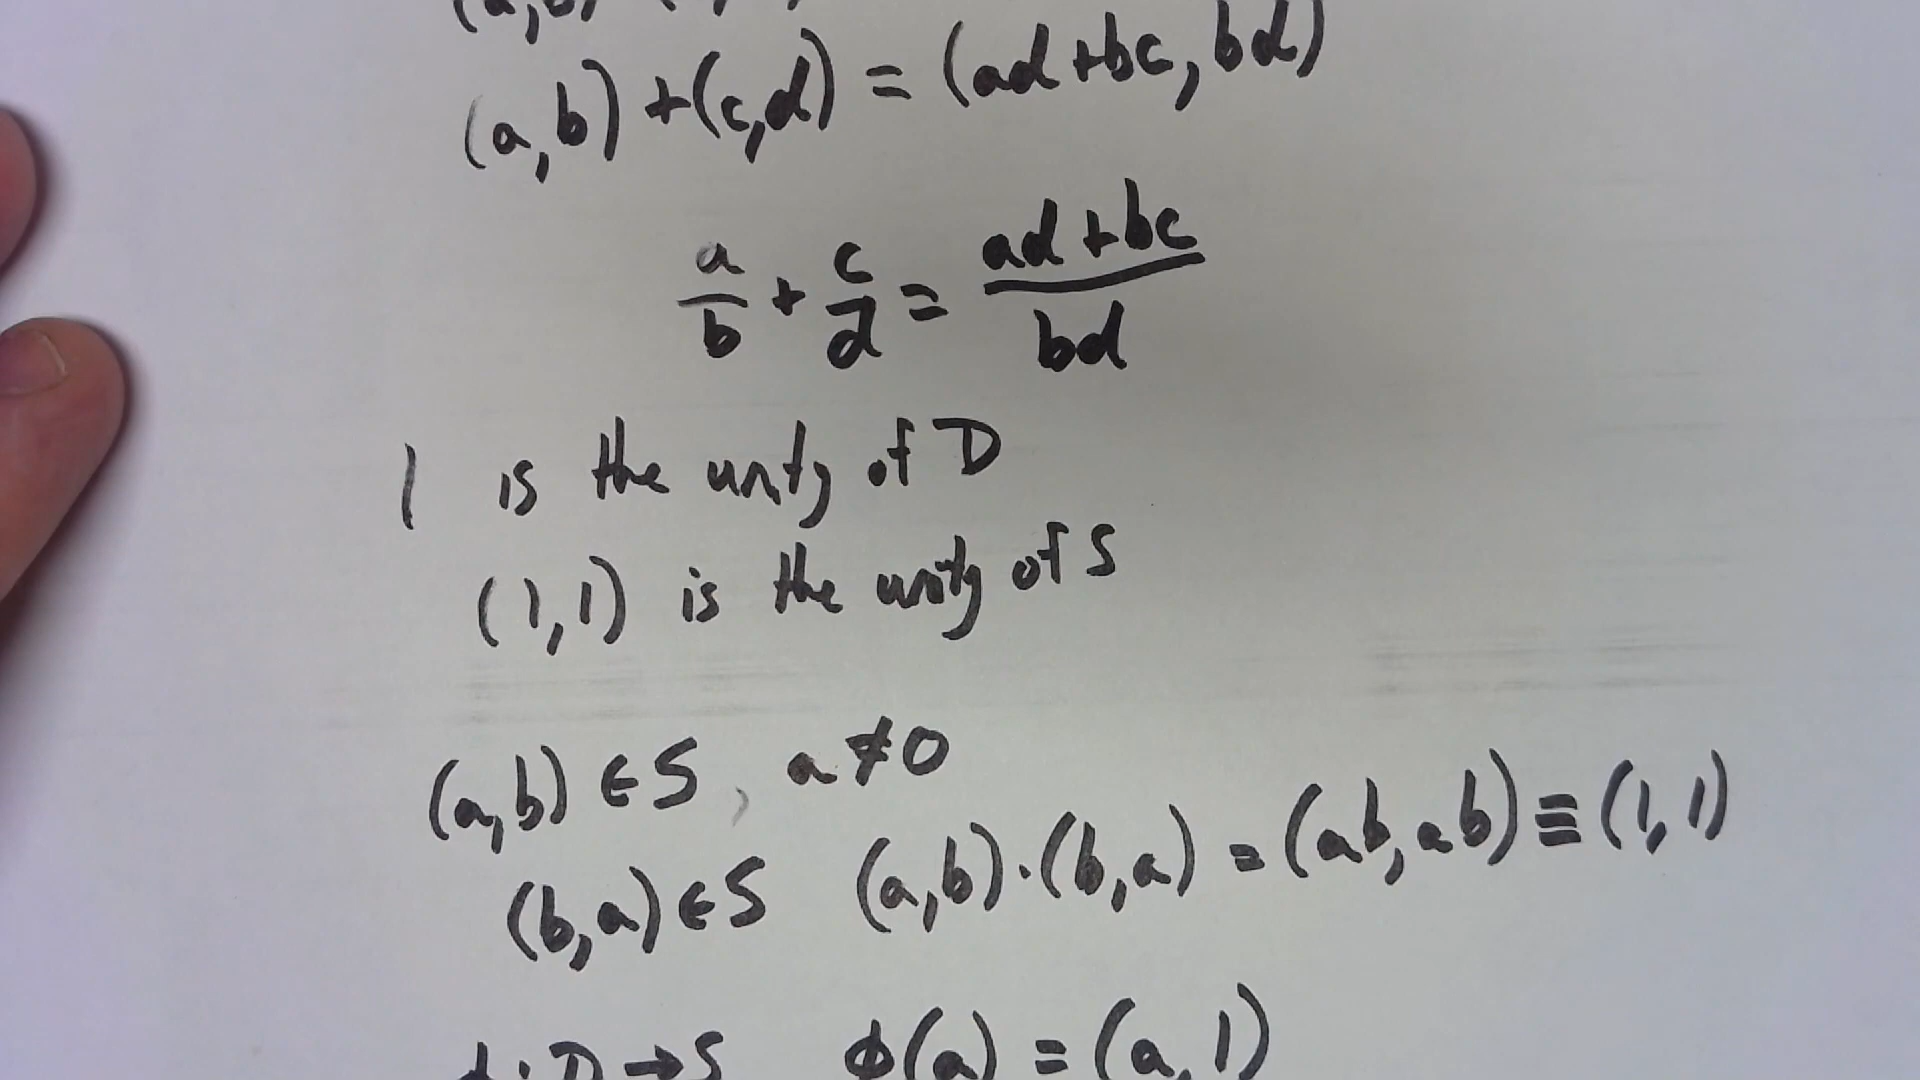 (a,b)
(a,b) + (c,d) = (ad+bc, bd)
a/b + c/d = ad+bc/bd
1 is the unity of D
(1,1) is the unity of S
(a,b) ∈ S, a ≠ 0
(b,a) ∈ S (a,b)·(b,a) = (ab,ab) ≡ (1,1)
: D → S ϕ(a) = (a,1)